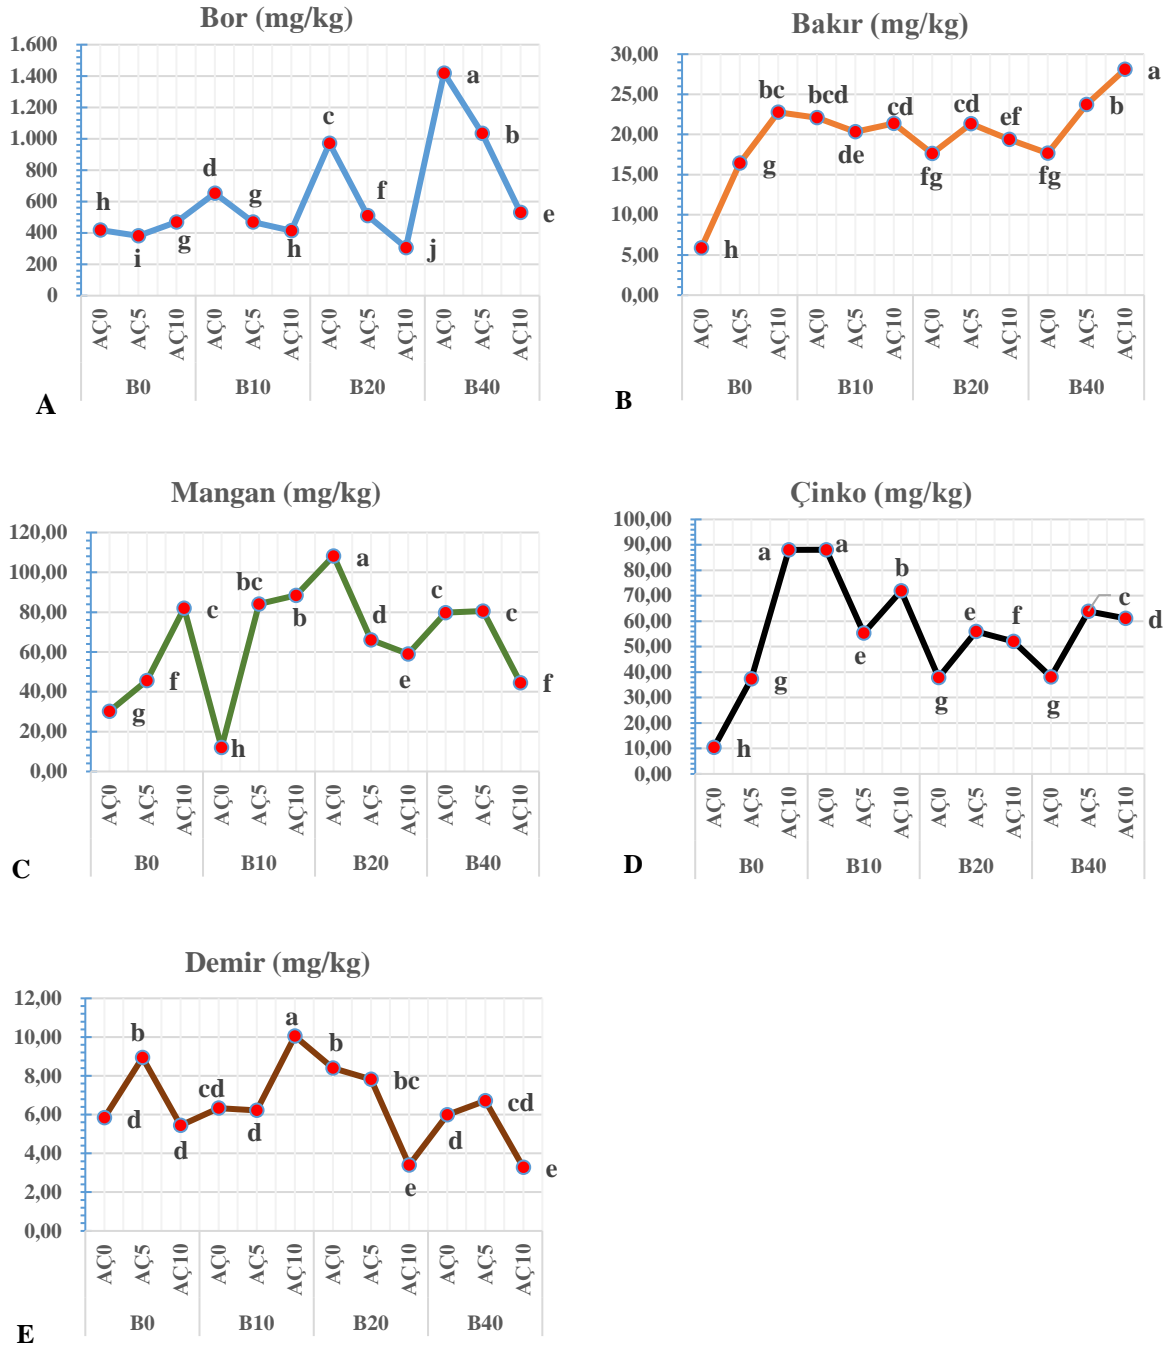 Bor (mg/kg)
1.600
1.400
1.200
1.000
800
600
400
200
0
h
i
g
d
g
h
c
f
j
a
b
e
AÇ0 AÇ5 AÇ10 AÇ0 AÇ5 AÇ10 AÇ0 AÇ5 AÇ10 AÇ0 AÇ5 AÇ10
B0 B10 B20 B40
A
Bakır (mg/kg)
30,00
25,00
20,00
15,00
10,00
5,00
0,00
h
g
bc
bcd
de
cd
fg
cd
ef
fg
b
a
AÇ0 AÇ5 AÇ10 AÇ0 AÇ5 AÇ10 AÇ0 AÇ5 AÇ10 AÇ0 AÇ5 AÇ10
B0 B10 B20 B40
B
Mangan (mg/kg)
120,00
100,00
80,00
60,00
40,00
20,00
0,00
g
f
c
h
bc
b
a
d
e
c
c
f
AÇ0 AÇ5 AÇ10 AÇ0 AÇ5 AÇ10 AÇ0 AÇ5 AÇ10 AÇ0 AÇ5 AÇ10
B0 B10 B20 B40
C
Çinko (mg/kg)
100,00
90,00
80,00
70,00
60,00
50,00
40,00
30,00
20,00
10,00
0,00
h
g
a
a
e
b
g
e
f
g
c
d
AÇ0 AÇ5 AÇ10 AÇ0 AÇ5 AÇ10 AÇ0 AÇ5 AÇ10 AÇ0 AÇ5 AÇ10
B0 B10 B20 B40
D
Demir (mg/kg)
12,00
10,00
8,00
6,00
4,00
2,00
0,00
d
b
d
cd
d
a
b
bc
e
d
cd
e
AÇ0 AÇ5 AÇ10 AÇ0 AÇ5 AÇ10 AÇ0 AÇ5 AÇ10 AÇ0 AÇ5 AÇ10
B0 B10 B20 B40
E